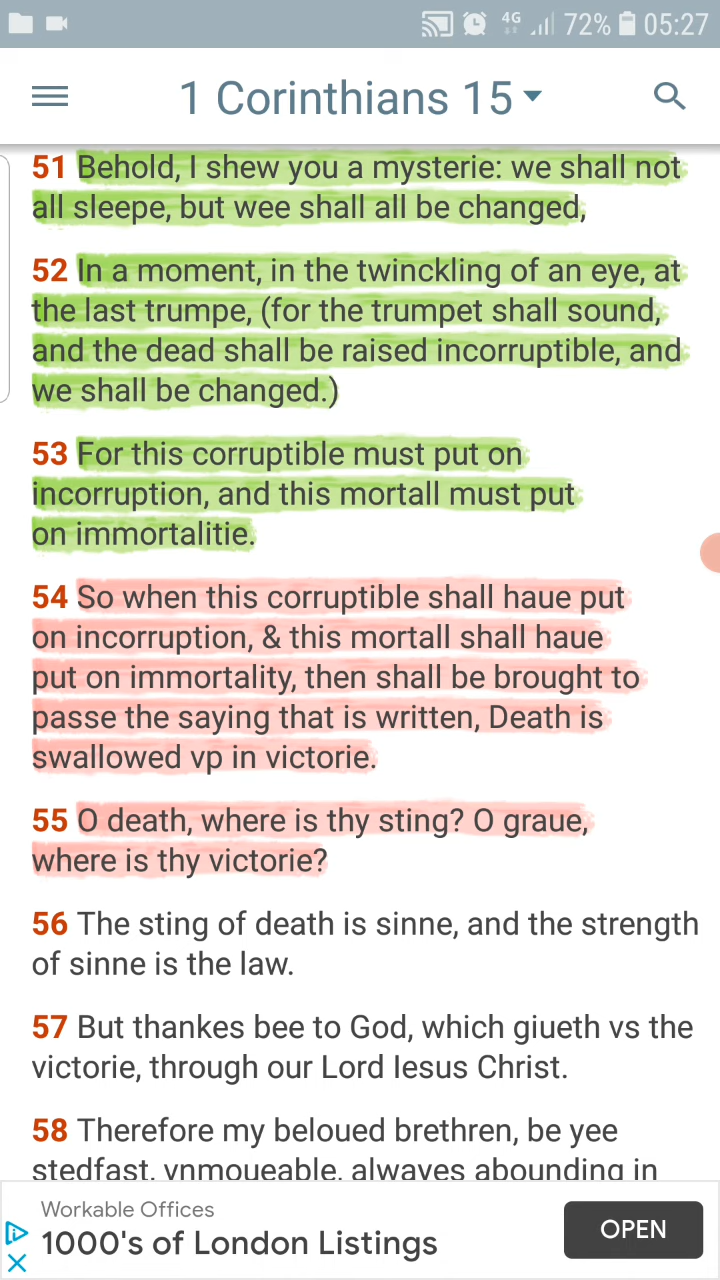 4G 72% 05:27
1 Corinthians 15
51 Behold, I shew you a mysterie: we shall not
all sleepe, but wee shall all be changed,
52 In a moment, in the twinckling of an eye, at
the last trumpe, (for the trumpet shall sound,
and the dead shall be raised incorruptible, and
we shall be changed.)
53 For this corruptible must put on
incorruption, and this mortall must put
on immortalitie.
54 So when this corruptible shall haue put
on incorruption, & this mortall shall haue
put on immortality, then shall be brought to
passe the saying that is written, Death is
swallowed vp in victorie.
55 O death, where is thy sting? O graue,
where is thy victorie?
56 The sting of death is sinne, and the strength
of sinne is the law.
57 But thankes bee to God, which giueth vs the
victorie, through our Lord Iesus Christ.
58 Therefore my beloued brethren, be yee
stedfast, vnmoueable, alwayes abounding in
Workable Offices
1000's of London Listings
OPEN